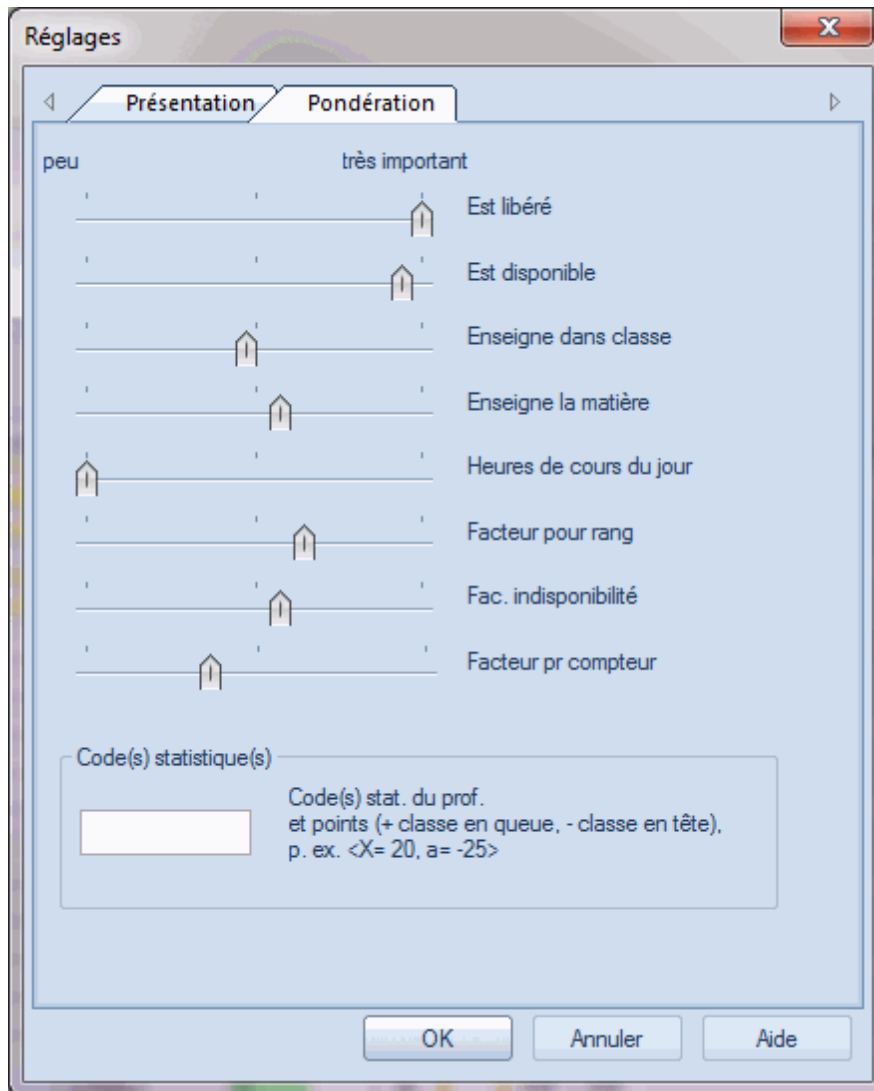 Réglages
Présentation Pondération
peu très important
Est libéré
Est disponible
Enseigne dans classe
Enseigne la matière
Heures de cours du jour
Facteur pour rang
Fac. indisponibilité
Facteur pr compteur
Code(s) statistique(s)
Code(s) stat. du prof.
et points (+ classe en queue, - classe en tête),
p. ex. <X= 20, a= -25>
OK Annuler Aide